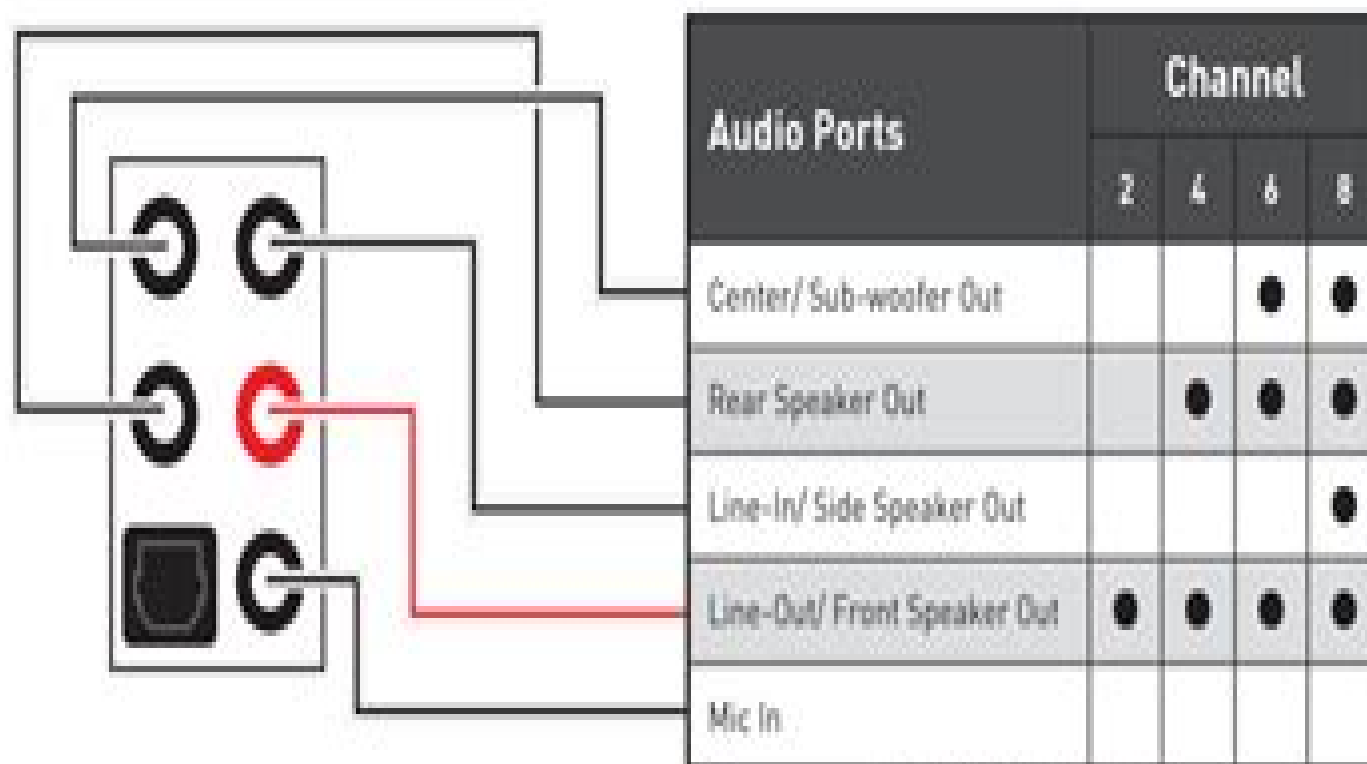 Audio Ports
Channel
2 4 6 8
Center/ Sub-woofer Out ● ●
Rear Speaker Out ● ● ●
Line-In/ Side Speaker Out ●
Line-Out/ Front Speaker Out ● ● ● ●
Mic In